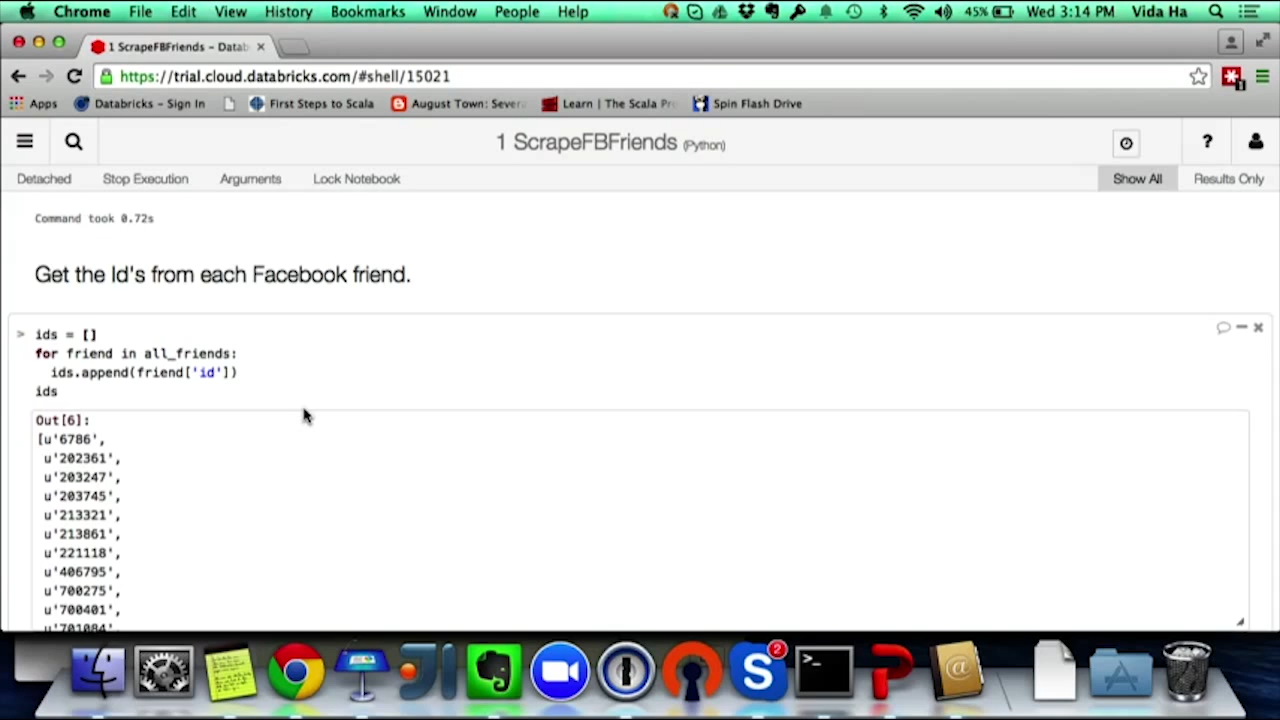 Chrome File Edit View History Bookmarks Window People Help 45% Wed 3:14 PM Vida Ha
1 ScrapeFBFriends – Datab
https://trial.cloud.databricks.com/#shell/15021
Apps Databricks – Sign In First Steps to Scala August Town: Sever Learn | The Scala Pr Spin Flash Drive
1 ScrapeFBFriends (Python) ?
Detached Stop Execution Arguments Lock Notebook Show All Results Only
Command took 0.72s
Get the Id's from each Facebook friend.
> ids = []
for friend in all_friends:
ids.append(friend['id'])
ids
Out[6]:
[u'6786',
u'202361',
u'203247',
u'203745',
u'213321',
u'213861',
u'221118',
u'406795',
u'700275',
u'700401',
u'701084',
2